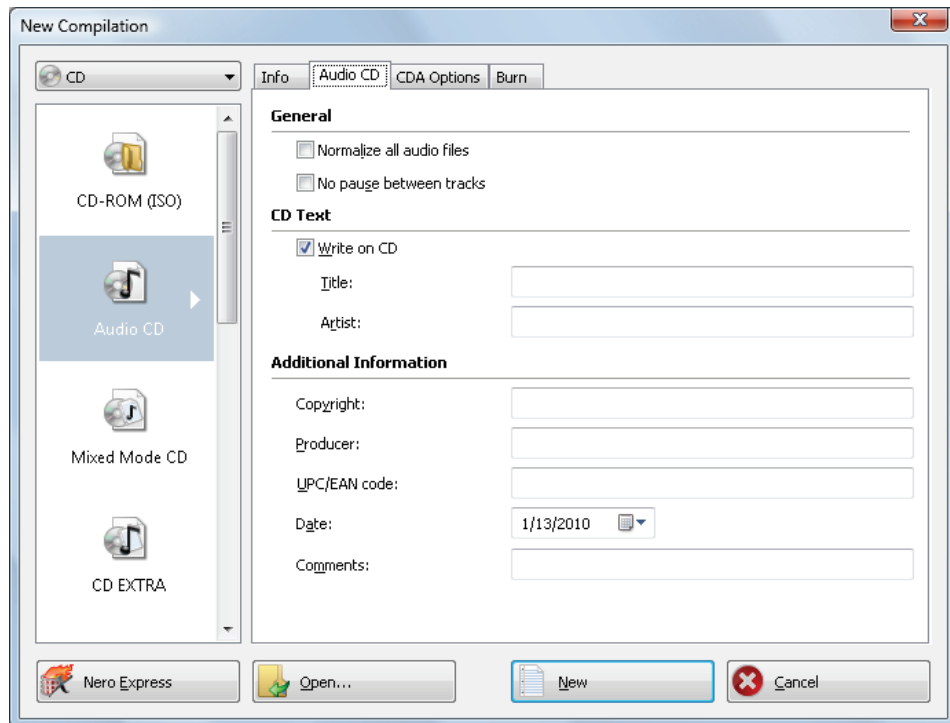 New Compilation
CD
Info Audio CD CDA Options Burn
General
Normalize all audio files
No pause between tracks
CD Text
Write on CD
Title:
Artist:
Additional Information
Copyright:
Producer:
UPC/EAN code:
Date: 1/13/2010
Comments:
CD-ROM (ISO)
Audio CD
Mixed Mode CD
CD EXTRA
Nero Express Open... New Cancel